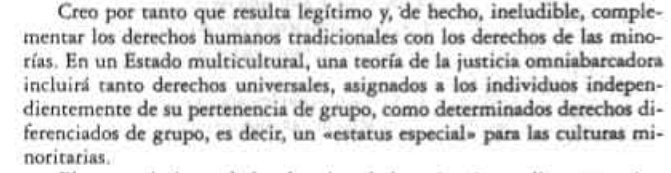 Creo por tanto que resulta legítimo y, de hecho, ineludible, comple-
mentar los derechos humanos tradicionales con los derechos de las mino-
rías. En un Estado multicultural, una teoría de la justicia omniabarcadora
incluirá tanto derechos universales, asignados a los individuos indepen-
dientemente de su pertenencia de grupo, como determinados derechos di-
ferenciados de grupo, es decir, un «estatus especial» para las culturas mi-
noritarias.